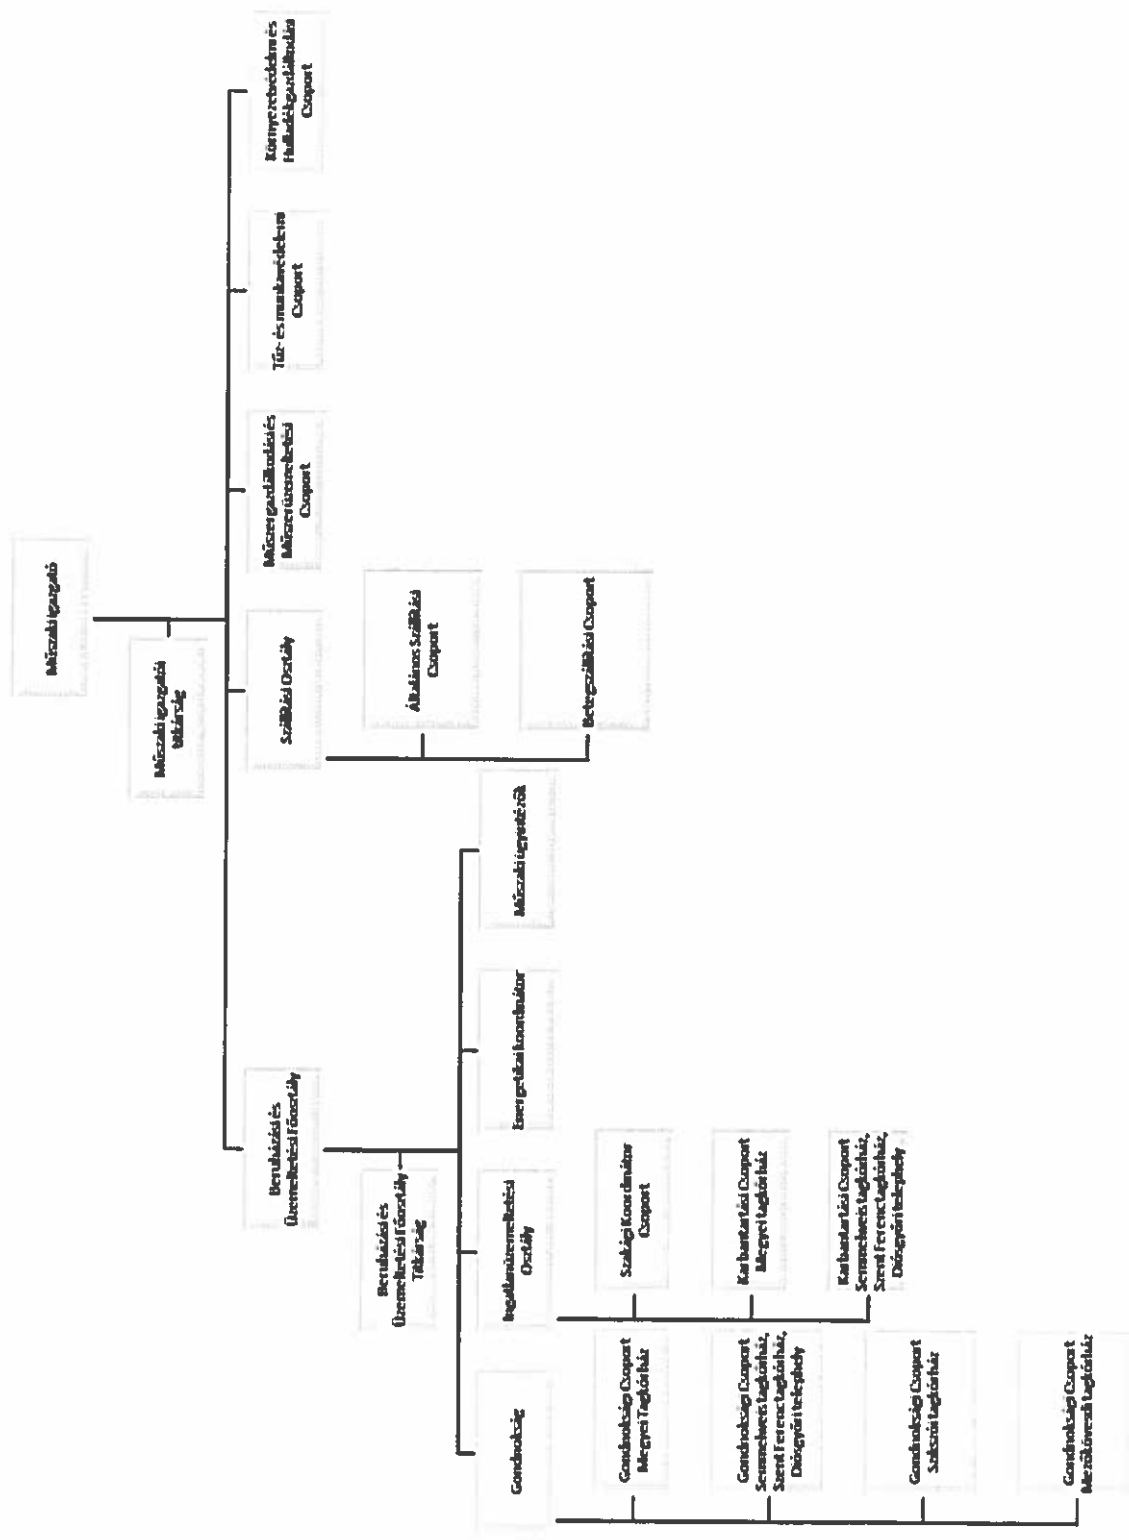 Műszaki igazgató
Műszaki igazgatói
titkárság
Beruházási és
Üzemeltetési Főosztály
Szállítási Osztály
Műszergazdálkodási és
Műszerüzemeltetési
Csoport
Tűz- és munkavédelmi
Csoport
Környezetvédelmi és
Hulladékgazdálkodási
Csoport
Beruházási és
Üzemeltetési Főosztály
Titkárság
Általános Szállítási
Csoport
Betegszállítási Csoport
Gondnokság
Ingatlanüzemeltetési
Osztály
Energetikai koordinátor
Műszaki ügyintézők
Gondnoksági Csoport
Megyei Tagkórház
Gondnoksági Csoport
Semmelweis tagkórház,
Szent Ferenc tagkórház,
Diósgyőri telephely
Gondnoksági Csoport
Szikszói tagkórház
Gondnoksági Csoport
Mezőkövesdi tagkórház
Szakági Koordinátor
Csoport
Karbantartási Csoport
Megyei tagkórház
Karbantartási Csoport
Semmelweis tagkórház,
Szent Ferenc tagkórház,
Diósgyőri telephely